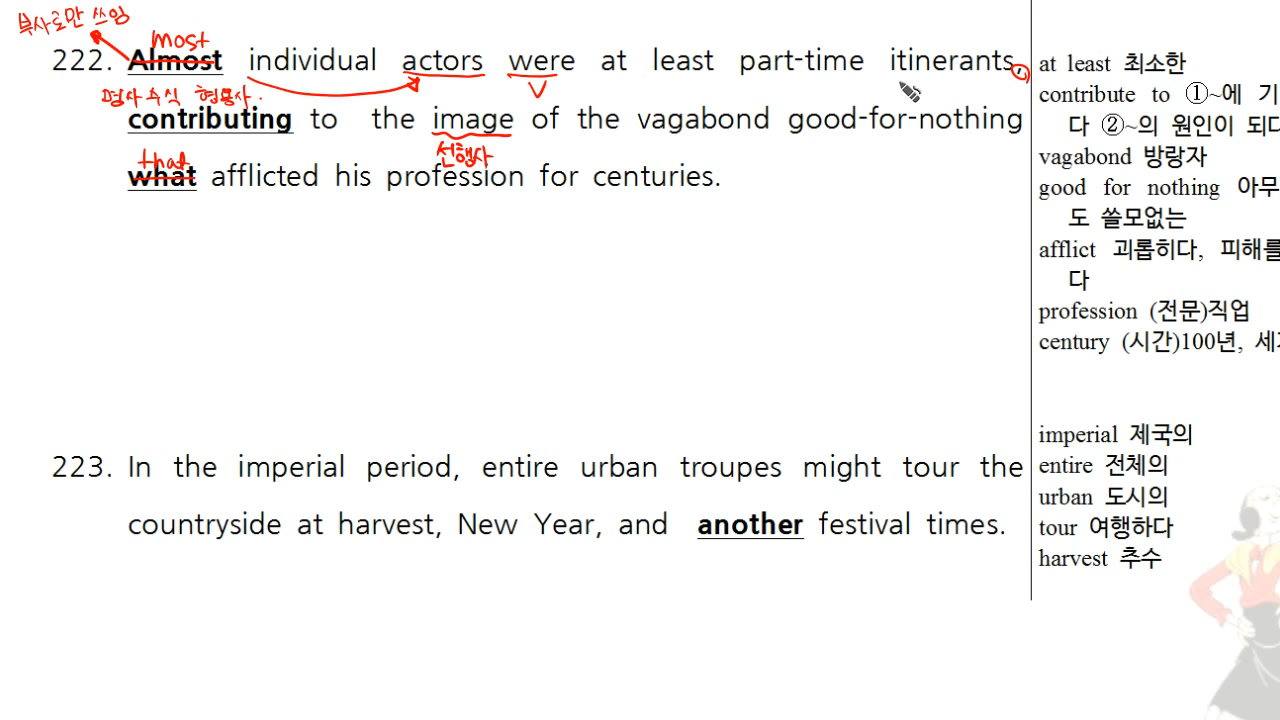 부사로만 쓰임
most
222. Almost individual actors were at least part-time itinerants,
V
명사 수식 형용사.
contributing to the image of the vagabond good-for-nothing
that 선행사
what afflicted his profession for centuries.
223. In the imperial period, entire urban troupes might tour the
countryside at harvest, New Year, and another festival times.
at least 최소한
contribute to ①~에 기
다 ②~의 원인이 되다
vagabond 방랑자
good for nothing 아무
도 쓸모없는
afflict 괴롭히다, 피해를
다
profession (전문)직업
century (시간)100년, 세기
imperial 제국의
entire 전체의
urban 도시의
tour 여행하다
harvest 추수